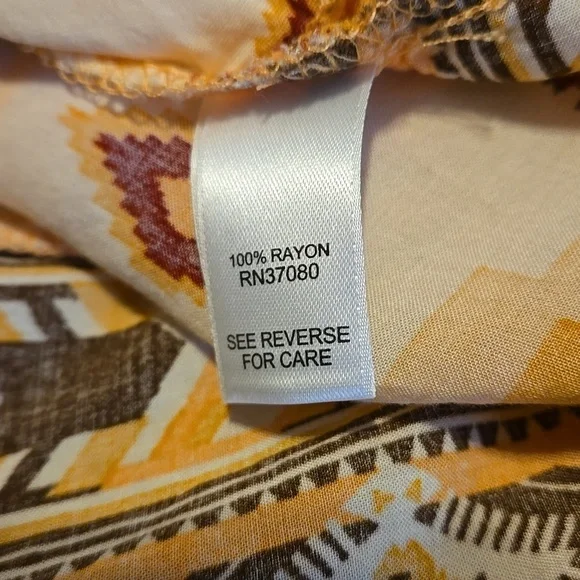 100% RAYON
RN37080
SEE REVERSE
FOR CARE